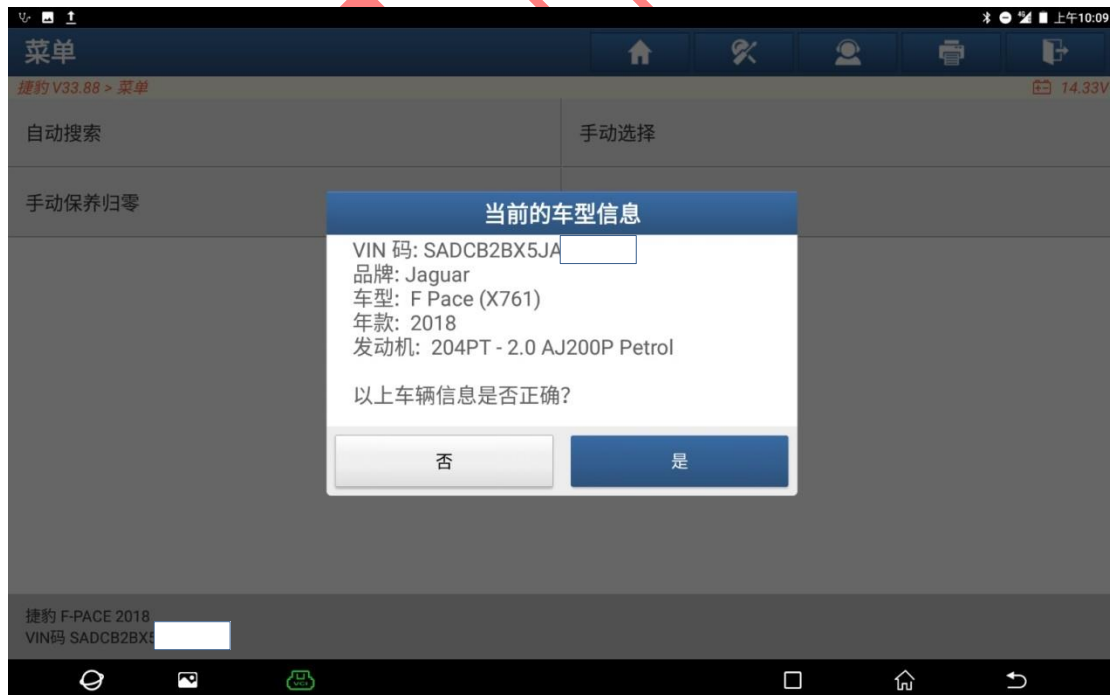 上午10:09
菜单
捷豹 V33.88 > 菜单
14.33V
自动搜索
手动选择
手动保养归零
当前的车型信息
VIN 码: SADCB2BX5JA
品牌: Jaguar
车型: F Pace (X761)
年款: 2018
发动机: 204PT - 2.0 AJ200P Petrol
以上车辆信息是否正确？
否
是
捷豹 F-PACE 2018
VIN码 SADCB2BX5
VCI